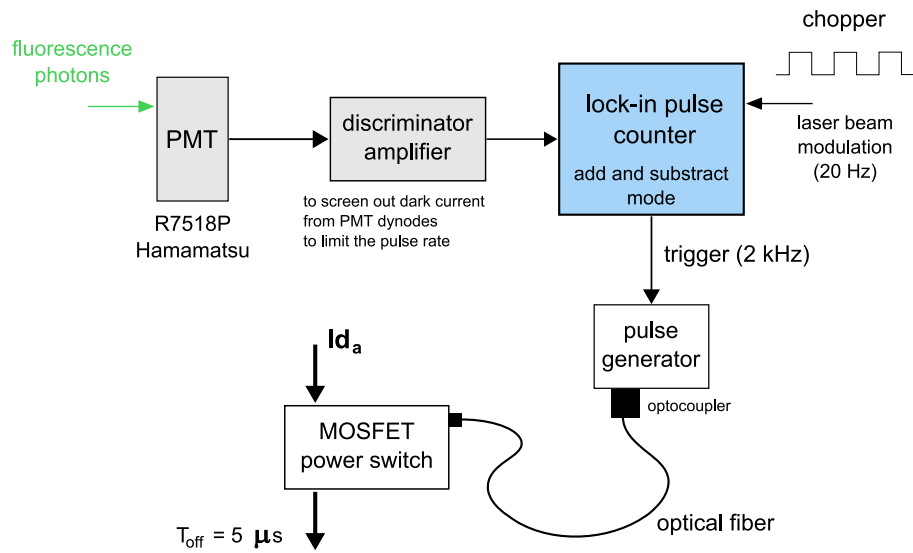 chopper
fluorescence
photons
PMT
discriminator
amplifier
lock-in pulse
counter
add and substract
mode
laser beam
modulation
(20 Hz)
to screen out dark current
from PMT dynodes
to limit the pulse rate
R7518P
Hamamatsu
trigger (2 kHz)
pulse
generator
optocoupler
Id_a
MOSFET
power switch
T_off = 5 μs
optical fiber